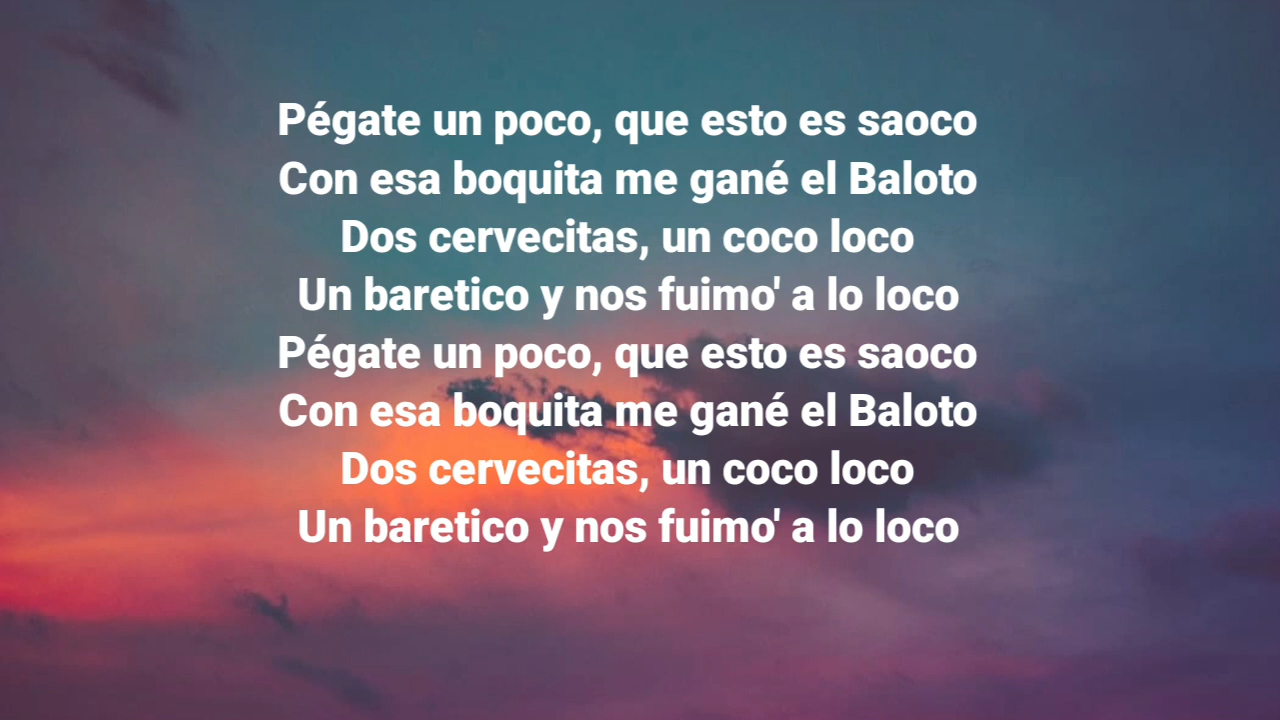 Pégate un poco, que esto es saoco
Con esa boquita me gané el Baloto
Dos cervecitas, un coco loco
Un baretico y nos fuimo' a lo loco
Pégate un poco, que esto es saoco
Con esa boquita me gané el Baloto
Dos cervecitas, un coco loco
Un baretico y nos fuimo' a lo loco